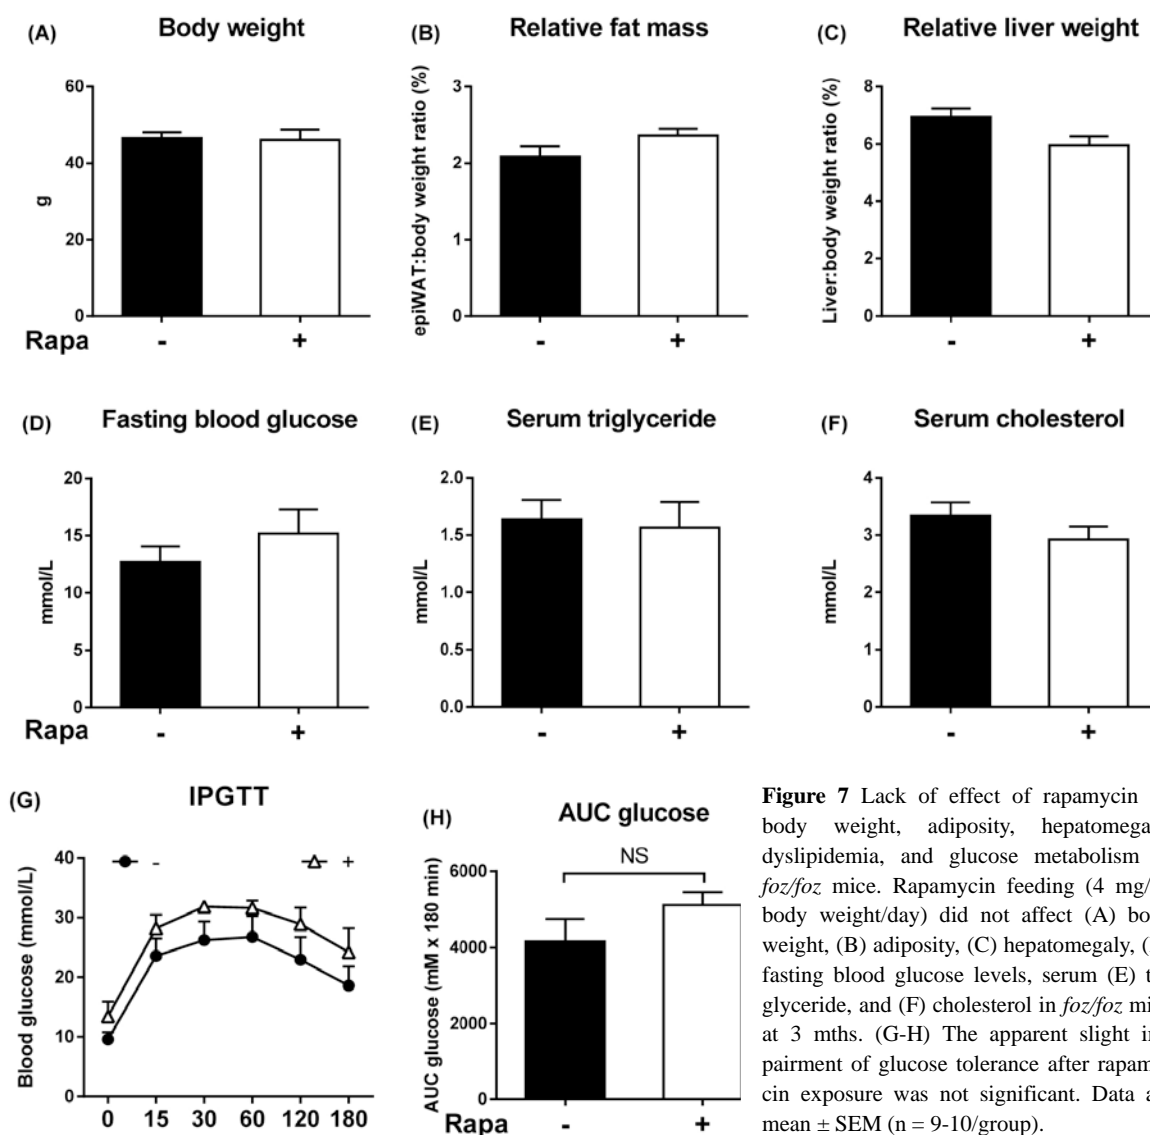 (A) Body weight
60
40
20
0
g
Rapa - +
(B) Relative fat mass
3
2
1
0
epiWAT:body weight ratio (%)
- +
(C) Relative liver weight
8
6
4
2
0
Liver:body weight ratio (%)
- +
(D) Fasting blood glucose
20
15
10
5
0
mmol/L
Rapa - +
(E) Serum triglyceride
2.0
1.5
1.0
0.5
0.0
mmol/L
- +
(F) Serum cholesterol
4
3
2
1
0
mmol/L
- +
(G) IPGTT
- +
40
30
20
10
0
Blood glucose (mmol/L)
0 15 30 60 120 180
(H) AUC glucose
NS
6000
4000
2000
0
AUC glucose (mM x 180 min)
Rapa - +
Figure 7 Lack of effect of rapamycin
body weight, adiposity, hepatomega
dyslipidemia, and glucose metabolism
foz/foz mice. Rapamycin feeding (4 mg/
body weight/day) did not affect (A) bo
weight, (B) adiposity, (C) hepatomegaly, (
fasting blood glucose levels, serum (E) t
glyceride, and (F) cholesterol in foz/foz mi
at 3 mths. (G-H) The apparent slight i
pairment of glucose tolerance after rapam
cin exposure was not significant. Data a
mean ± SEM (n = 9-10/group).